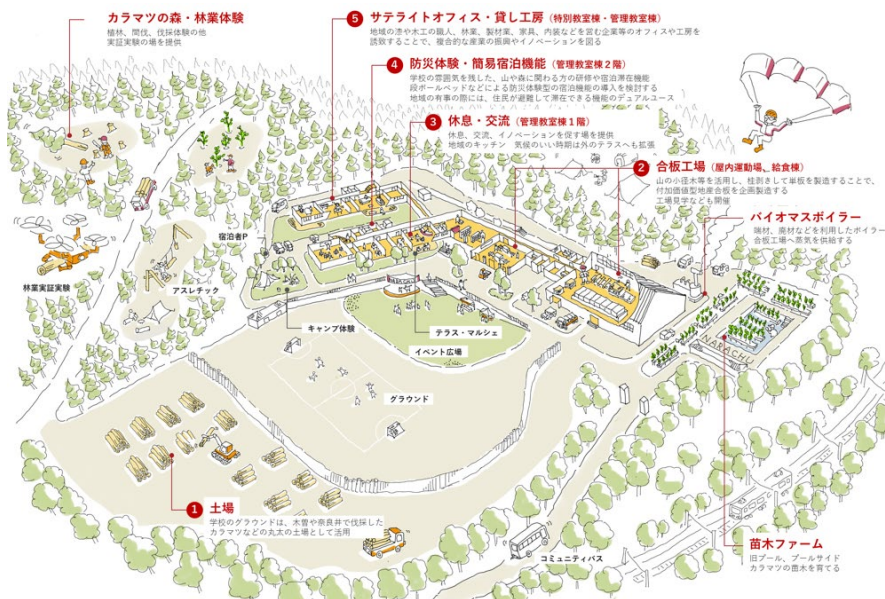 カラマツの森・林業体験
植林、間伐、伐採体験の他
実証実験の場を提供
5 サテライトオフィス・貸し工房（特別教室棟・管理教室棟）
地域の漆や木工の職人、林業、製材業、家具、内装などを営む企業等のオフィスや工房を
誘致することで、複合的な産業の振興やイノベーションを図る
4 防災体験・簡易宿泊機能（管理教室棟２階）
学校の雰囲気を残した、山や森に関わる方の研修や宿泊滞在機能
段ボールベッドなどによる防災体験型の宿泊機能の導入を検討する
地域の有事の際には、住民が避難して滞在できる機能のデュアルユース
3 休息・交流（管理教室棟１階）
休息、交流、イノベーションを促す場を提供
地域のキッチン　気候のいい時期は外のテラスへも拡張
2 合板工場（屋内運動場、給食棟）
山の小径木等を活用し、桂剥きして単板を製造することで、
付加価値型地産合板を企画製造する
工場見学なども開催
バイオマスボイラー
端材、廃材などを利用したボイラー
合板工場へ蒸気を供給する
宿泊者P
林業実証実験
アスレチック
キャンプ体験
テラス・マルシェ
イベント広場
グラウンド
NARACHU
1 土場
学校のグラウンドは、木曽や奈良井で伐採した
カラマツなどの丸太の土場として活用
コミュニティバス
苗木ファーム
旧プール、プールサイド
カラマツの苗木を育てる